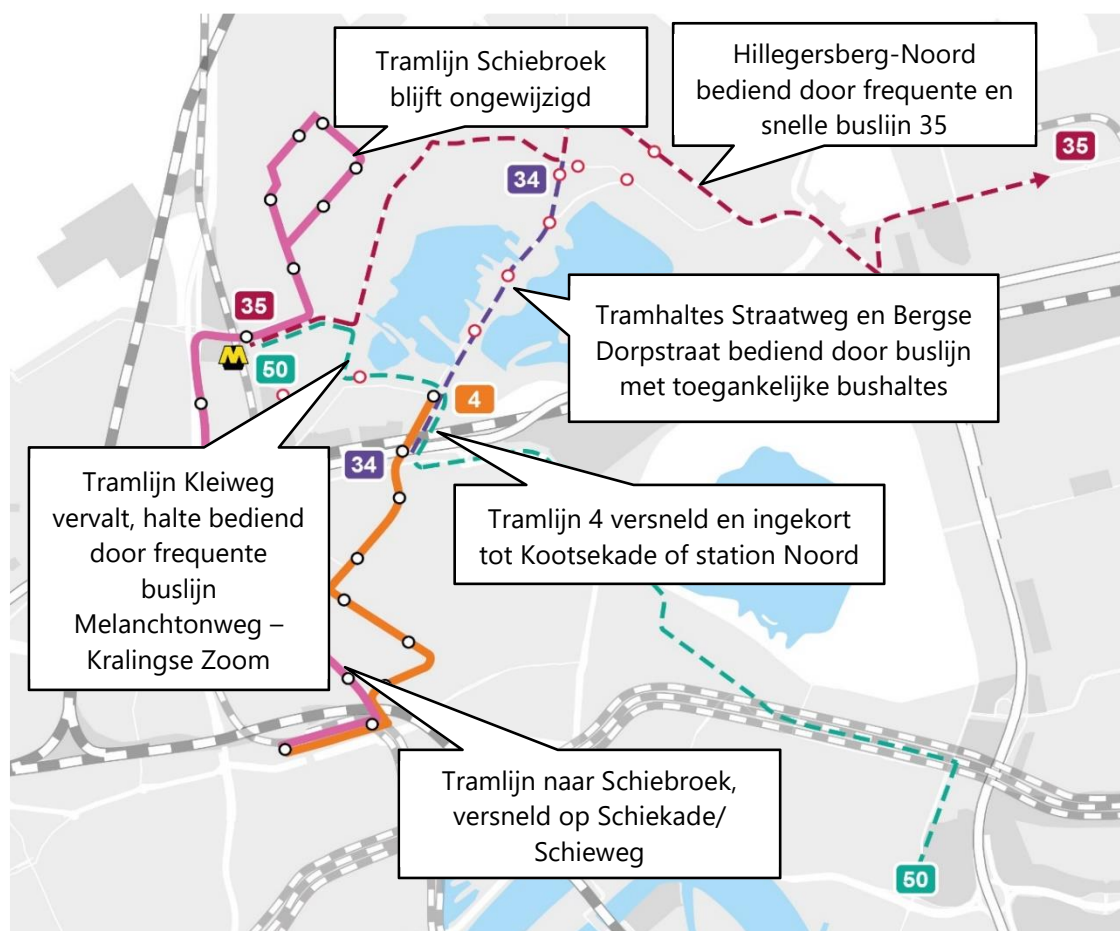 Tramlijn Schiebroek
blijft ongewijzigd
Hillegersberg-Noord
bediend door frequente en
snelle buslijn 35
35
34
35
M
50
4
Tramhaltes Straatweg en Bergse
Dorpstraat bediend door buslijn
met toegankelijke bushaltes
34
Tramlijn Kleiweg
vervalt, halte bediend
door frequente
buslijn
Melanchtonweg –
Kralingse Zoom
Tramlijn 4 versneld en ingekort
tot Kootsekade of station Noord
Tramlijn naar Schiebroek,
versneld op Schiekade/
Schieweg
50